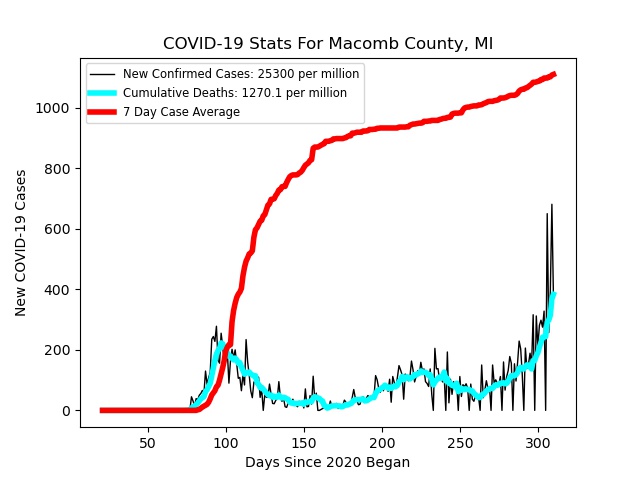 COVID-19 Stats For Macomb County, MI
New Confirmed Cases: 25300 per million
Cumulative Deaths: 1270.1 per million
7 Day Case Average
New COVID-19 Cases
1000
800
600
400
200
0
50 100 150 200 250 300
Days Since 2020 Began